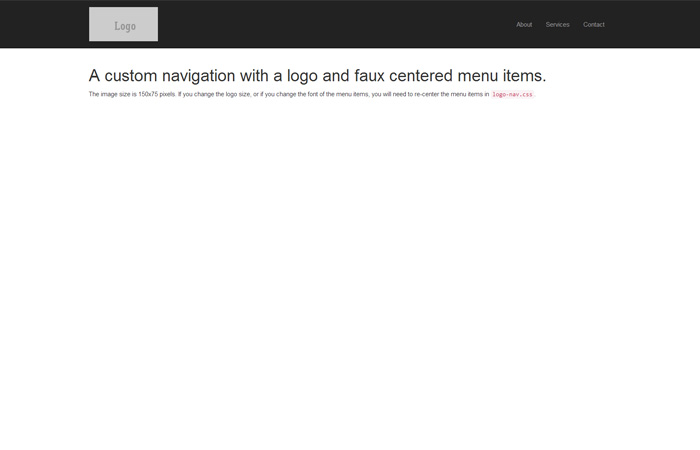 Logo
About Services Contact
A custom navigation with a logo and faux centered menu items.
The image size is 150x75 pixels. If you change the logo size, or if you change the font of the menu items, you will need to re-center the menu items in logo-nav.css.